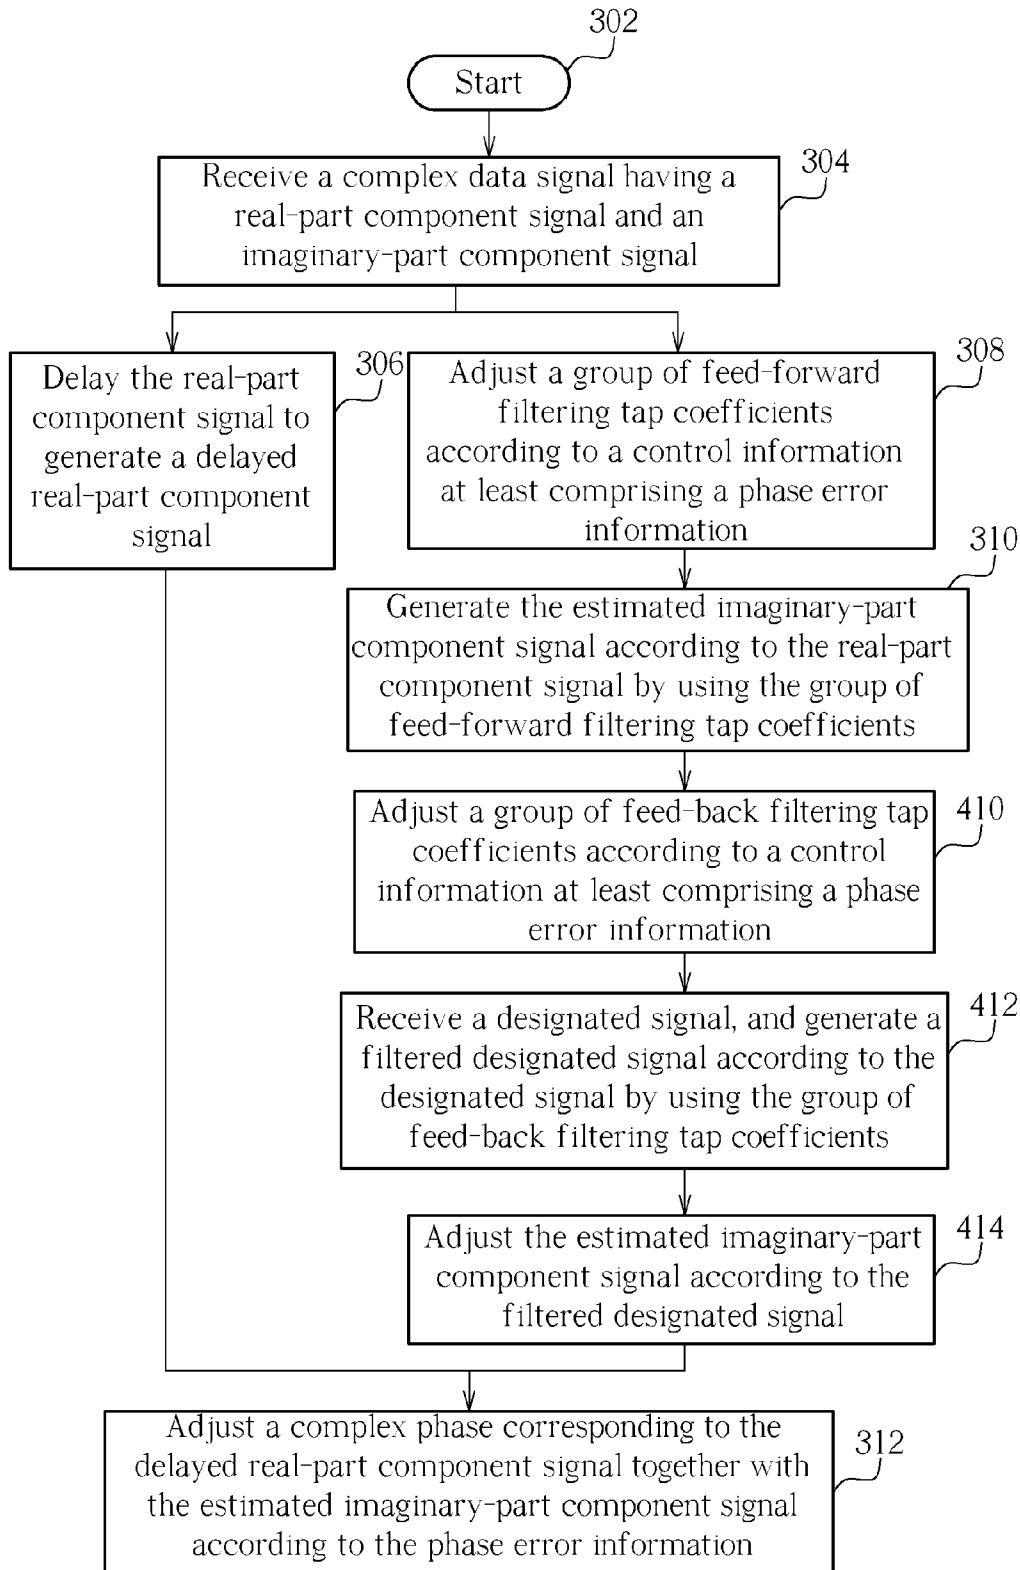 302
Start
304
Receive a complex data signal having a
real-part component signal and an
imaginary-part component signal
306
Delay the real-part
component signal to
generate a delayed
real-part component
signal
308
Adjust a group of feed-forward
filtering tap coefficients
according to a control information
at least comprising a phase error
information
310
Generate the estimated imaginary-part
component signal according to the real-part
component signal by using the group of
feed-forward filtering tap coefficients
410
Adjust a group of feed-back filtering tap
coefficients according to a control
information at least comprising a phase
error information
412
Receive a designated signal, and generate a
filtered designated signal according to the
designated signal by using the group of
feed-back filtering tap coefficients
414
Adjust the estimated imaginary-part
component signal according to the
filtered designated signal
312
Adjust a complex phase corresponding to the
delayed real-part component signal together with
the estimated imaginary-part component signal
according to the phase error information